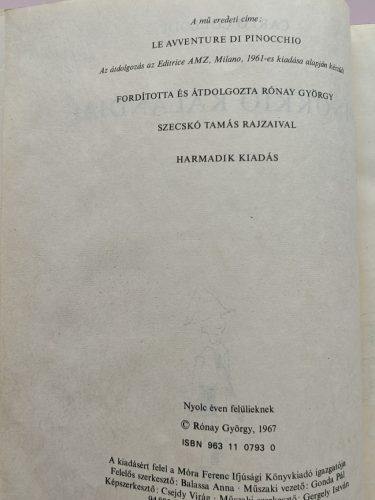 A mű eredeti címe:
LE AVVENTURE DI PINOCCHIO
Az átdolgozás az Editrice AMZ, Milano, 1961-es kiadása alapján készült
FORDÍTOTTA ÉS ÁTDOLGOZTA RÓNAY GYÖRGY
SZECSKÓ TAMÁS RAJZAIVAL
HARMADIK KIADÁS
Nyolc éven felülieknek
© Rónay György, 1967
ISBN 963 11 0793 0
A kiadásért felel a Móra Ferenc Ifjúsági Könyvkiadó igazgatója
Felelős szerkesztő: Balassa Anna · Műszaki vezető: Gonda Pál
Képszerkesztő: Csejdy Virág · Műszaki szerkesztő: Gergely István